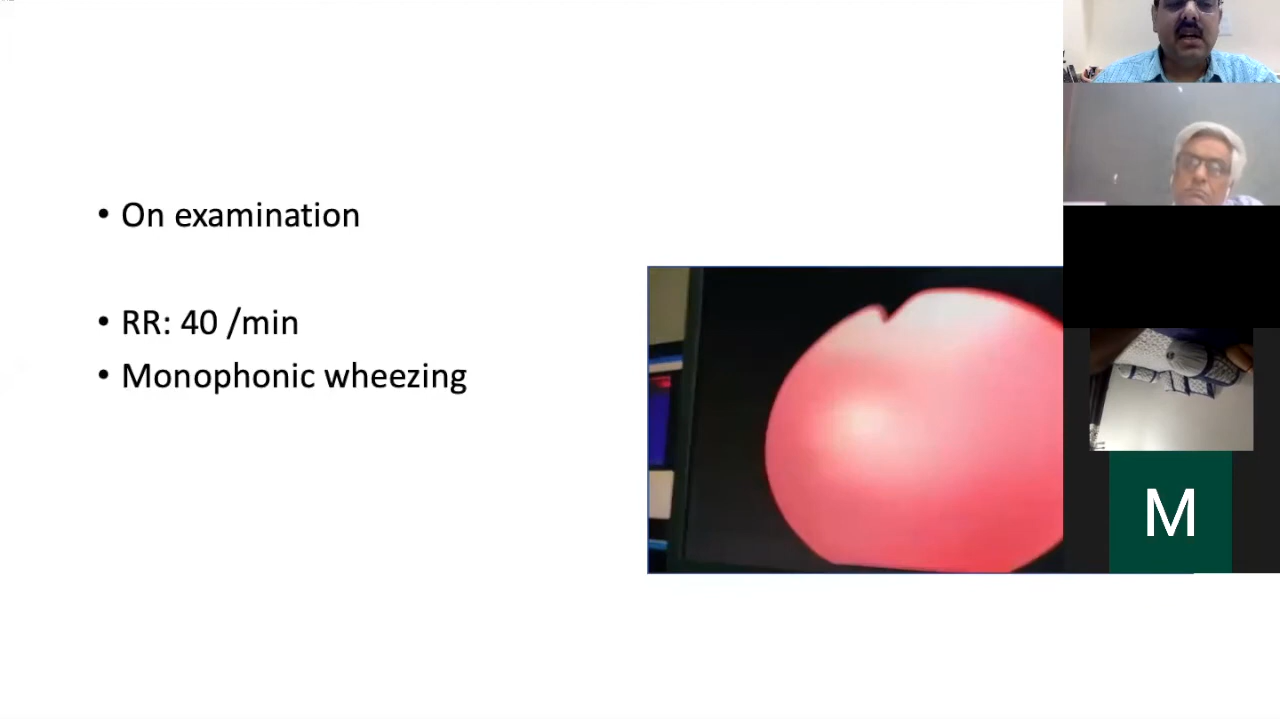 • On examination
• RR: 40 /min
• Monophonic wheezing
M